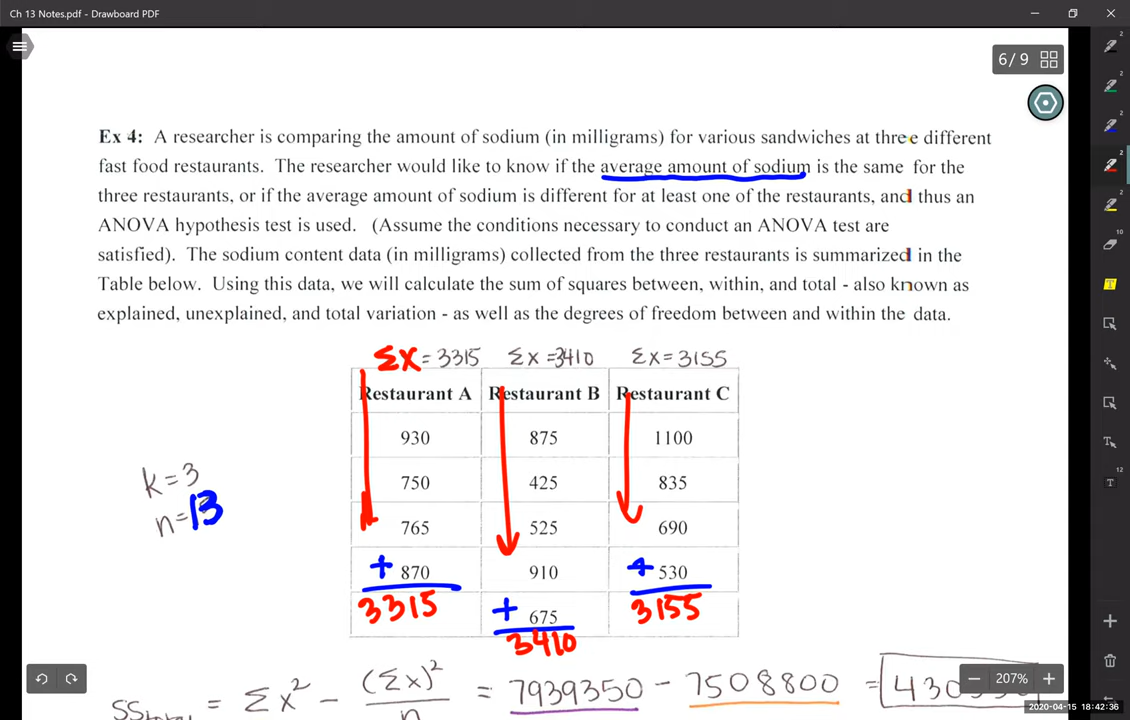 Ch 13 Notes.pdf - Drawboard PDF
6/9
Ex 4: A researcher is comparing the amount of sodium (in milligrams) for various sandwiches at three different
fast food restaurants. The researcher would like to know if the average amount of sodium is the same for the
three restaurants, or if the average amount of sodium is different for at least one of the restaurants, and thus an
ANOVA hypothesis test is used. (Assume the conditions necessary to conduct an ANOVA test are
satisfied). The sodium content data (in milligrams) collected from the three restaurants is summarized in the
Table below. Using this data, we will calculate the sum of squares between, within, and total - also known as
explained, unexplained, and total variation - as well as the degrees of freedom between and within the data.
Σx = 3315 Σx = 3410 Σx = 3155
Restaurant A Restaurant B Restaurant C
930 875 1100
750 425 835
765 525 690
+ 870 910 + 530
3315 + 675 3155
3410
k = 3
n = 13
SStotal = Σx² - (Σx)²/n = 7939350 - 7508800 =
207%
2020-04-15 18:42:36
2
2
2
2
2
10
12
T
T